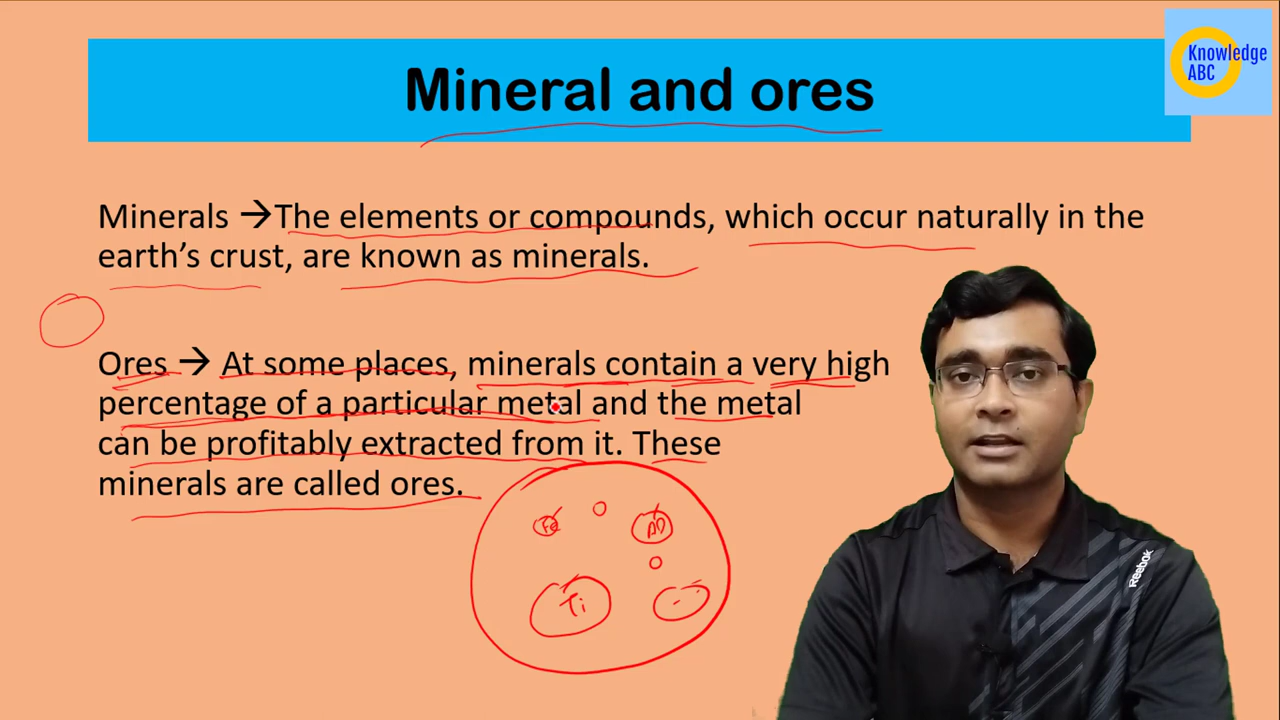 Knowledge
ABC
Mineral and ores
Minerals →The elements or compounds, which occur naturally in the
earth's crust, are known as minerals.
Ores → At some places, minerals contain a very high
percentage of a particular metal and the metal
can be profitably extracted from it. These
minerals are called ores.
Fe
Ti
Reebok